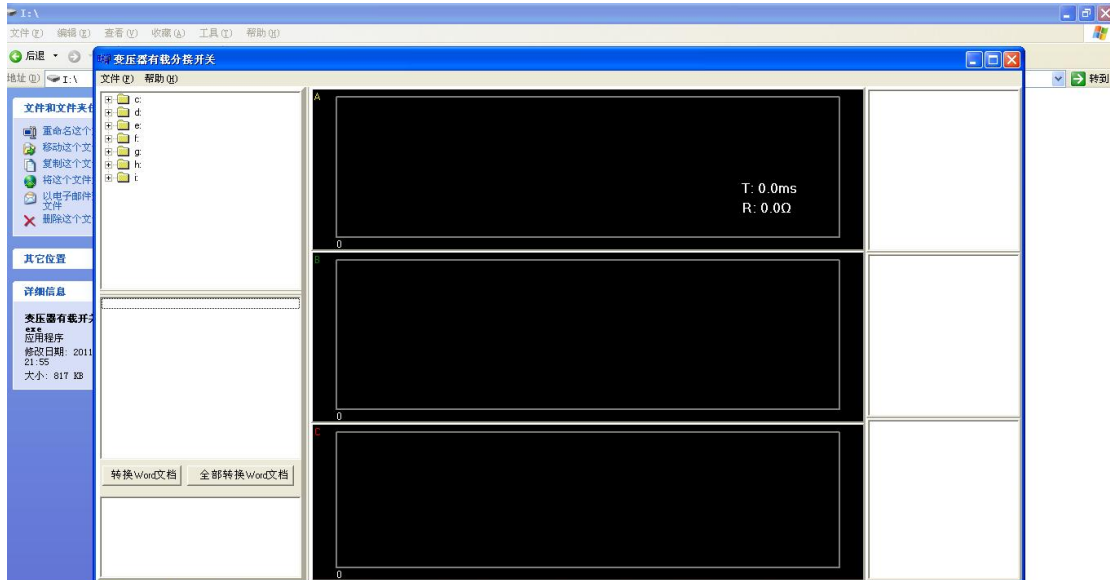 I:\
文件(F) 编辑(E) 查看(V) 收藏(A) 工具(T) 帮助(H)
后退
地址(D) I:\
转到
文件和文件夹任
重命名这个
移动这个文
复制这个文
将这个文件
以电子邮件
文件
删除这个文
其它位置
详细信息
变压器有载开关
exe
应用程序
修改日期: 2011
21:55
大小: 817 KB
变压器有载分接开关
文件(F) 帮助(H)
c:
d:
e:
f:
g:
h:
i:
转换Word文档 全部转换Word文档
A
T: 0.0ms
R: 0.0Ω
0
B
0
C
0